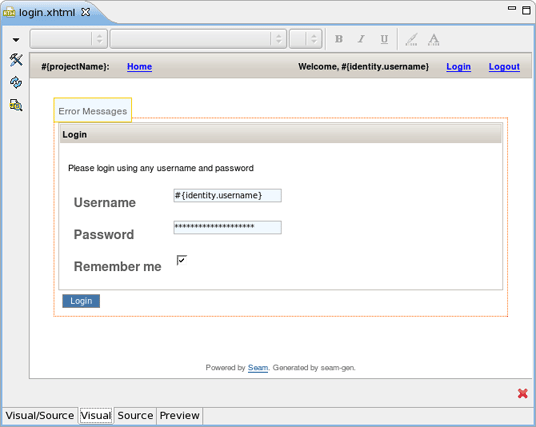 login.xhtml
B I U A
#{projectName}: Home Welcome, #{identity.username} Login Logout
Error Messages
Login
Please login using any username and password
Username #{identity.username}
Password ********************
Remember me
Login
Powered by Seam. Generated by seam-gen.
Visual/Source Visual Source Preview